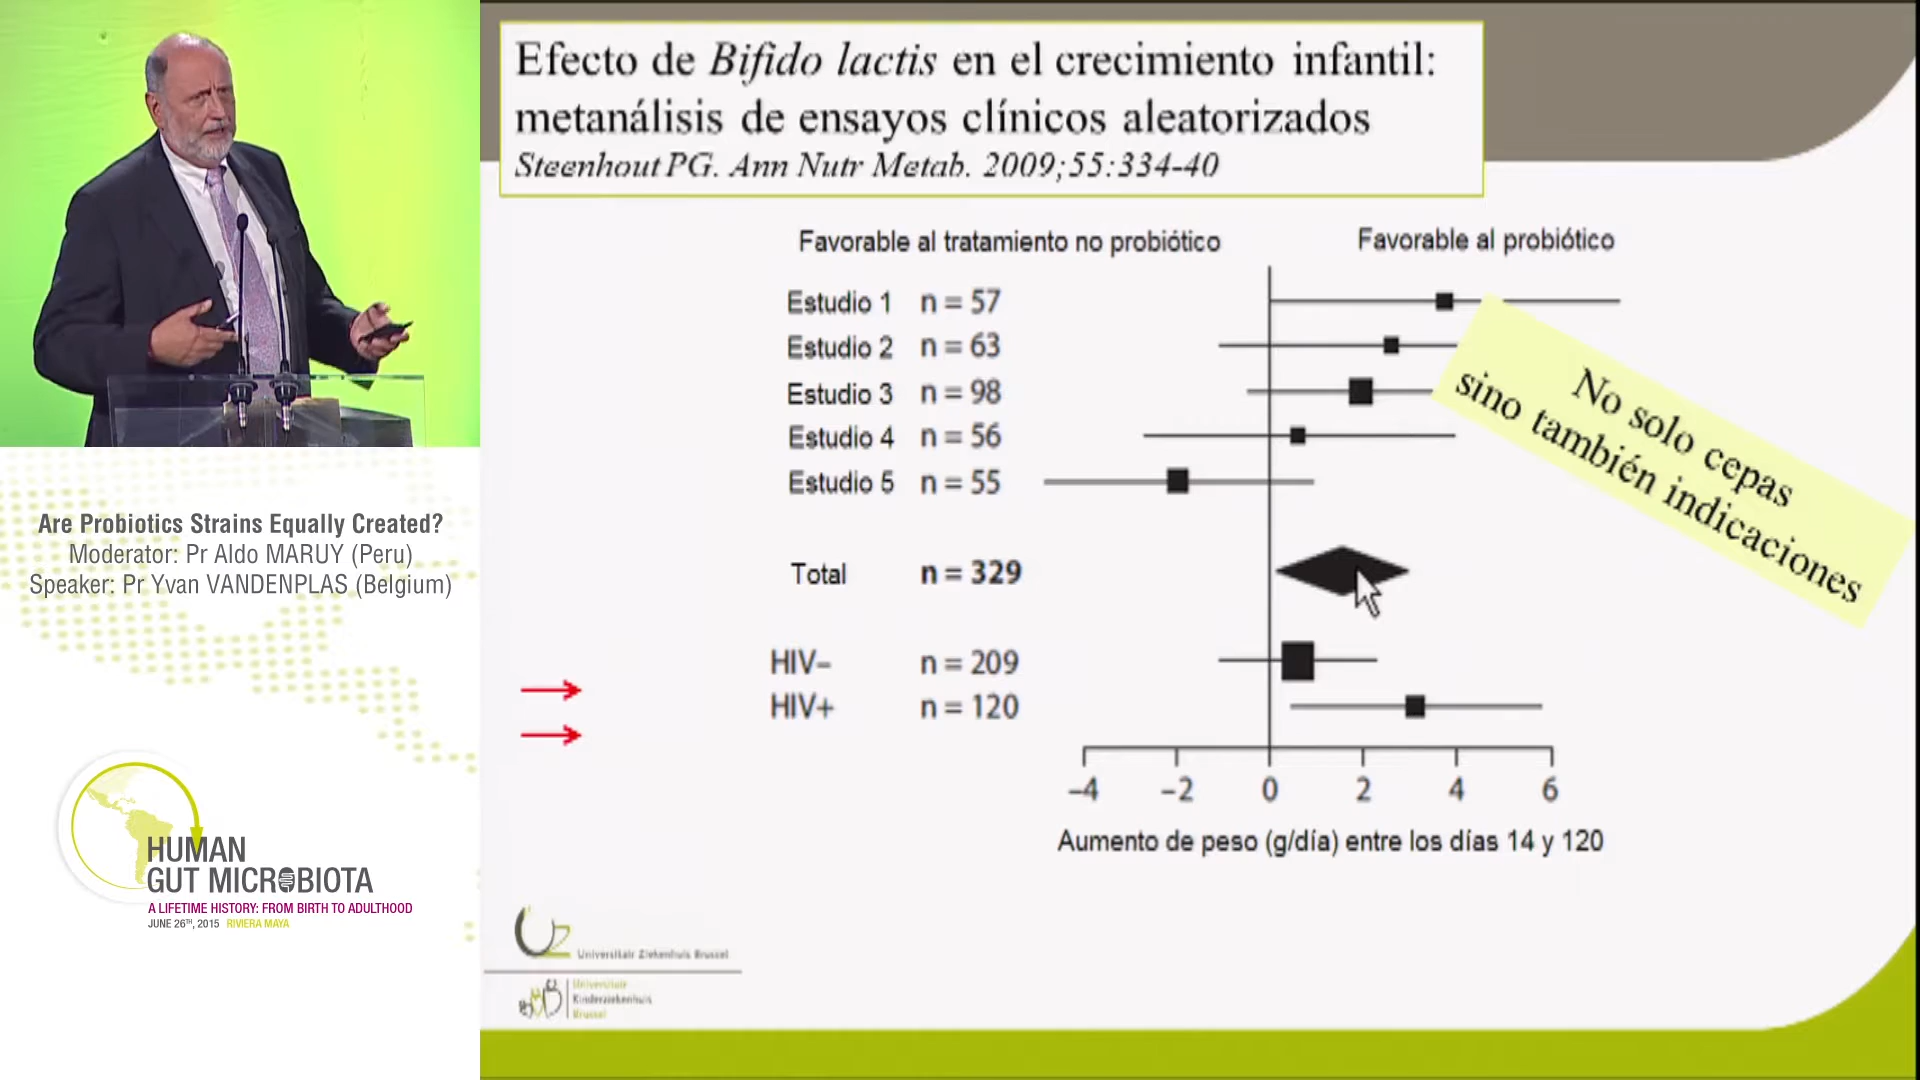 Efecto de Bifido lactis en el crecimiento infantil:
metanálisis de ensayos clínicos aleatorizados
Steenhout PG. Ann Nutr Metab. 2009;55:334-40
Favorable al tratamiento no probiótico
Favorable al probiótico
Estudio 1 n = 57
Estudio 2 n = 63
Estudio 3 n = 98
Estudio 4 n = 56
Estudio 5 n = 55
Total n = 329
HIV– n = 209
HIV+ n = 120
–4 –2 0 2 4 6
Aumento de peso (g/día) entre los días 14 y 120
No solo cepas
sino también indicaciones
Are Probiotics Strains Equally Created?
Moderator: Pr Aldo MARUY (Peru)
Speaker: Pr Yvan VANDENPLAS (Belgium)
HUMAN
GUT MICROBIOTA
A LIFETIME HISTORY: FROM BIRTH TO ADULTHOOD
JUNE 26TH, 2015 RIVIERA MAYA
UZ
Universitair Ziekenhuis Brussel
Universitair
Kinderziekenhuis
Brussel